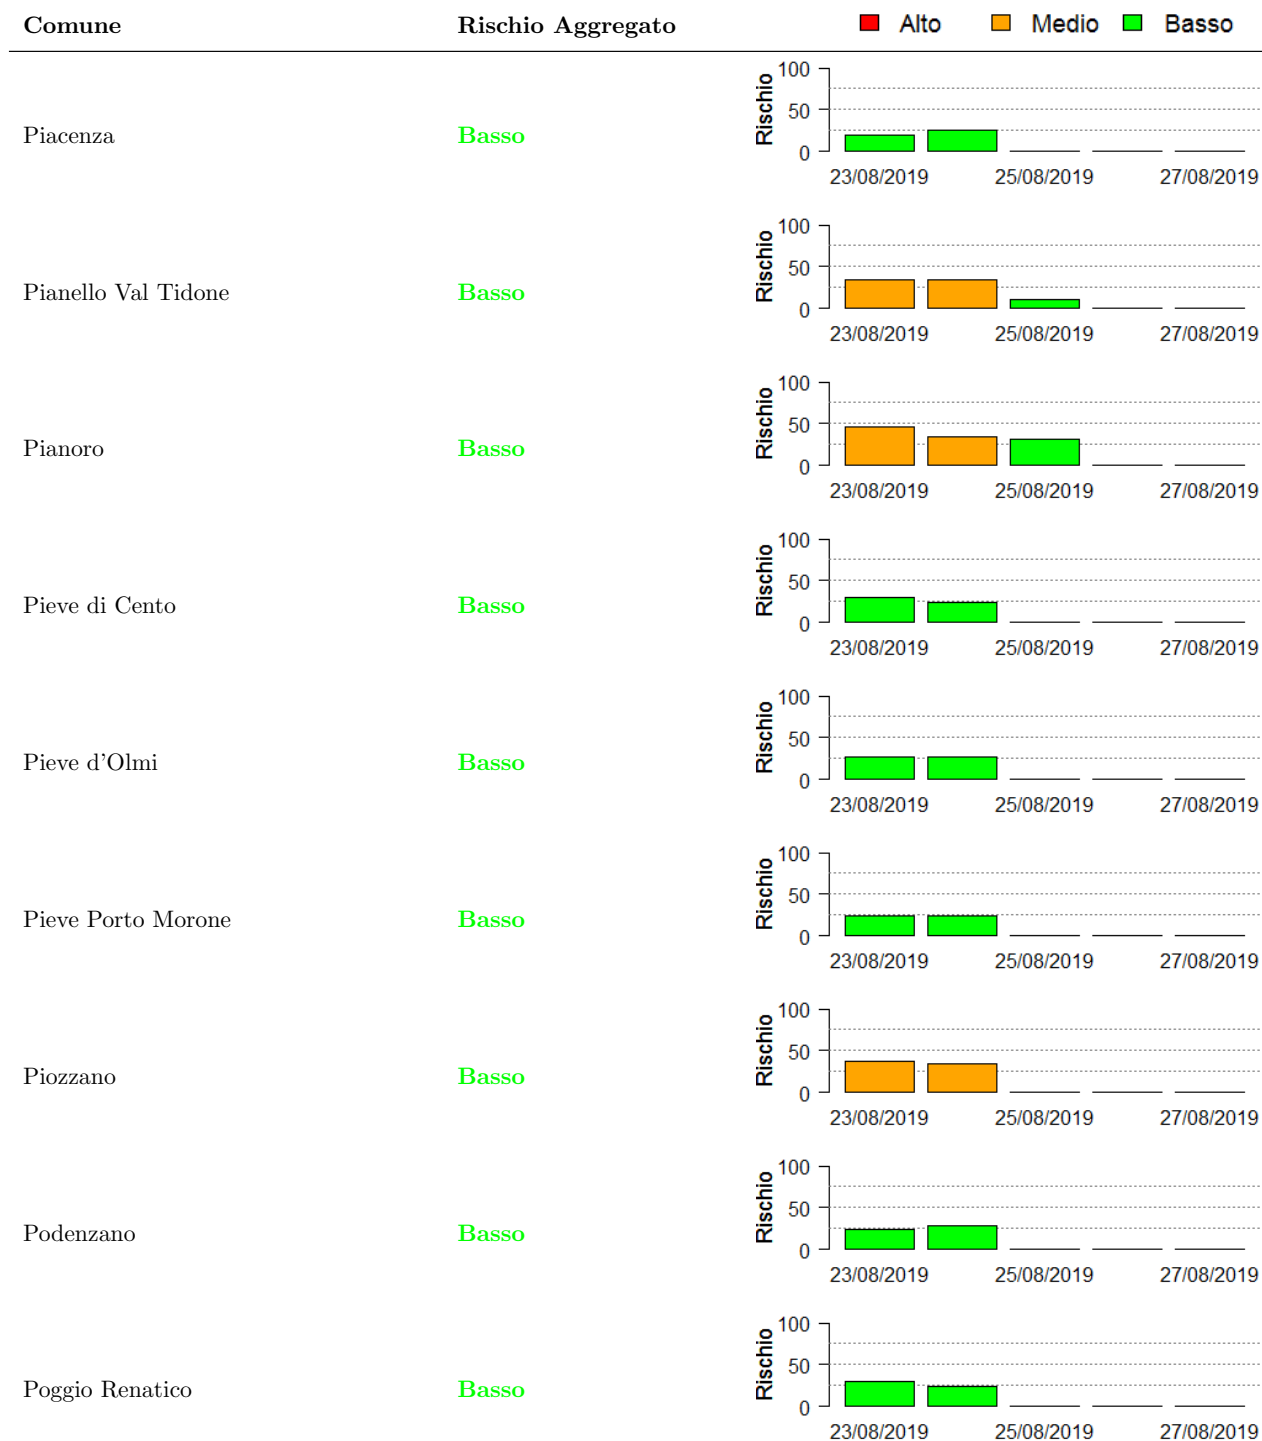 Comune Rischio Aggregato Alto Medio Basso
Piacenza Basso Rischio 100 50 0
23/08/2019 25/08/2019 27/08/2019
Pianello Val Tidone Basso Rischio 100 50 0
23/08/2019 25/08/2019 27/08/2019
Pianoro Basso Rischio 100 50 0
23/08/2019 25/08/2019 27/08/2019
Pieve di Cento Basso Rischio 100 50 0
23/08/2019 25/08/2019 27/08/2019
Pieve d'Olmi Basso Rischio 100 50 0
23/08/2019 25/08/2019 27/08/2019
Pieve Porto Morone Basso Rischio 100 50 0
23/08/2019 25/08/2019 27/08/2019
Piozzano Basso Rischio 100 50 0
23/08/2019 25/08/2019 27/08/2019
Podenzano Basso Rischio 100 50 0
23/08/2019 25/08/2019 27/08/2019
Poggio Renatico Basso Rischio 100 50 0
23/08/2019 25/08/2019 27/08/2019